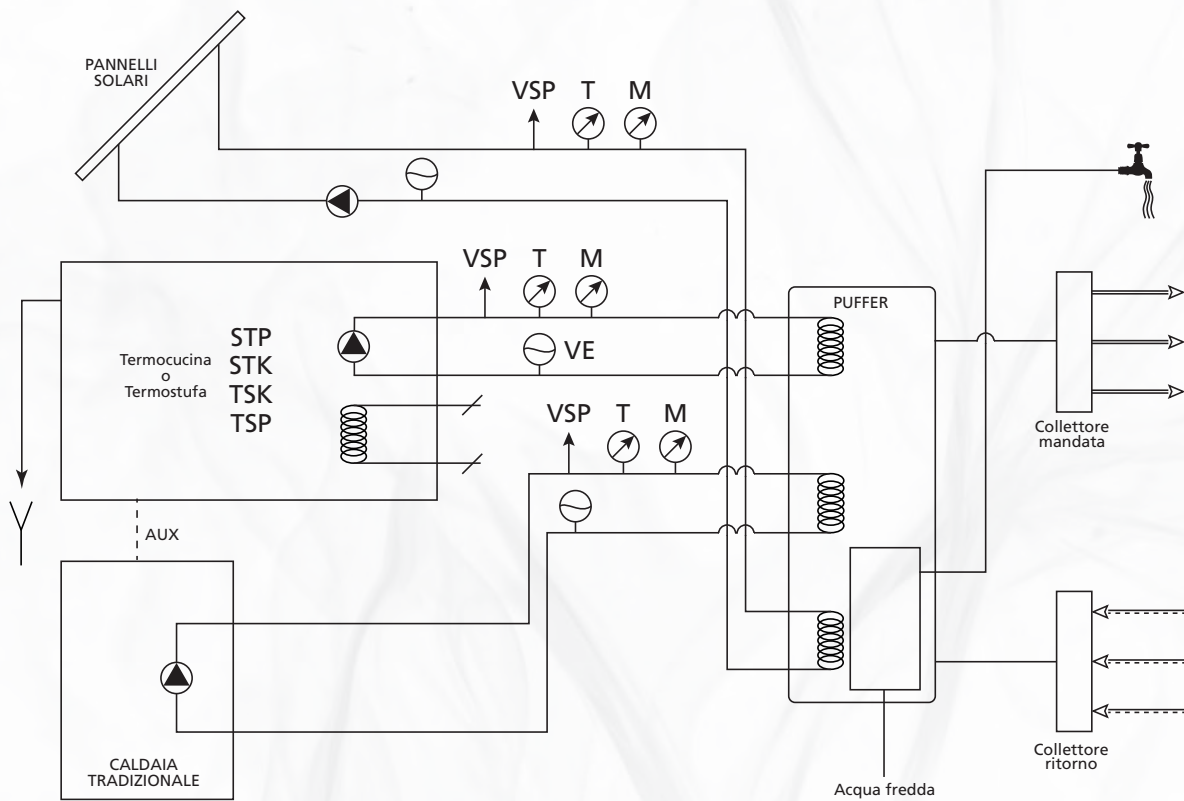 PANNELLI
SOLARI
VSP T M
VSP T M
PUFFER
STP
STK
TSK
TSP
Termocucina
o
Termostufa
VE
VSP T M
Collettore
mandata
AUX
CALDAIA
TRADIZIONALE
Collettore
ritorno
Acqua fredda